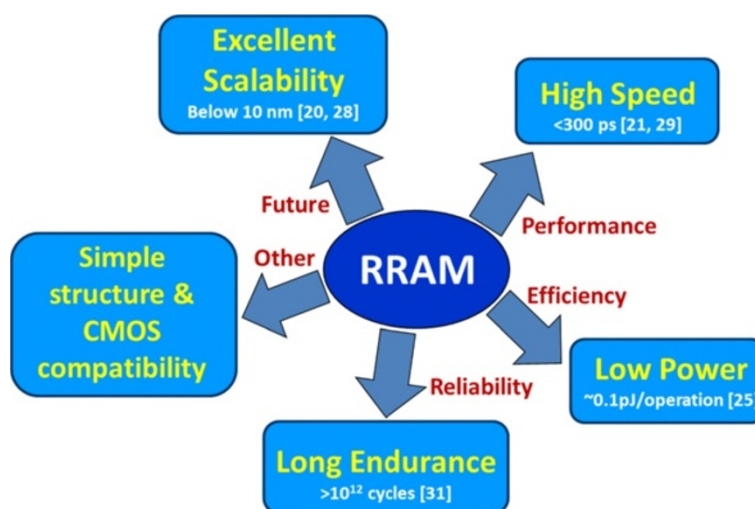 Excellent
Scalability
Below 10 nm [20, 28]
High Speed
<300 ps [21, 29]
Future
Performance
Other
RRAM
Simple
structure &
CMOS
compatibility
Efficiency
Low Power
~0.1pJ/operation [25
Reliability
Long Endurance
>10¹² cycles [31]